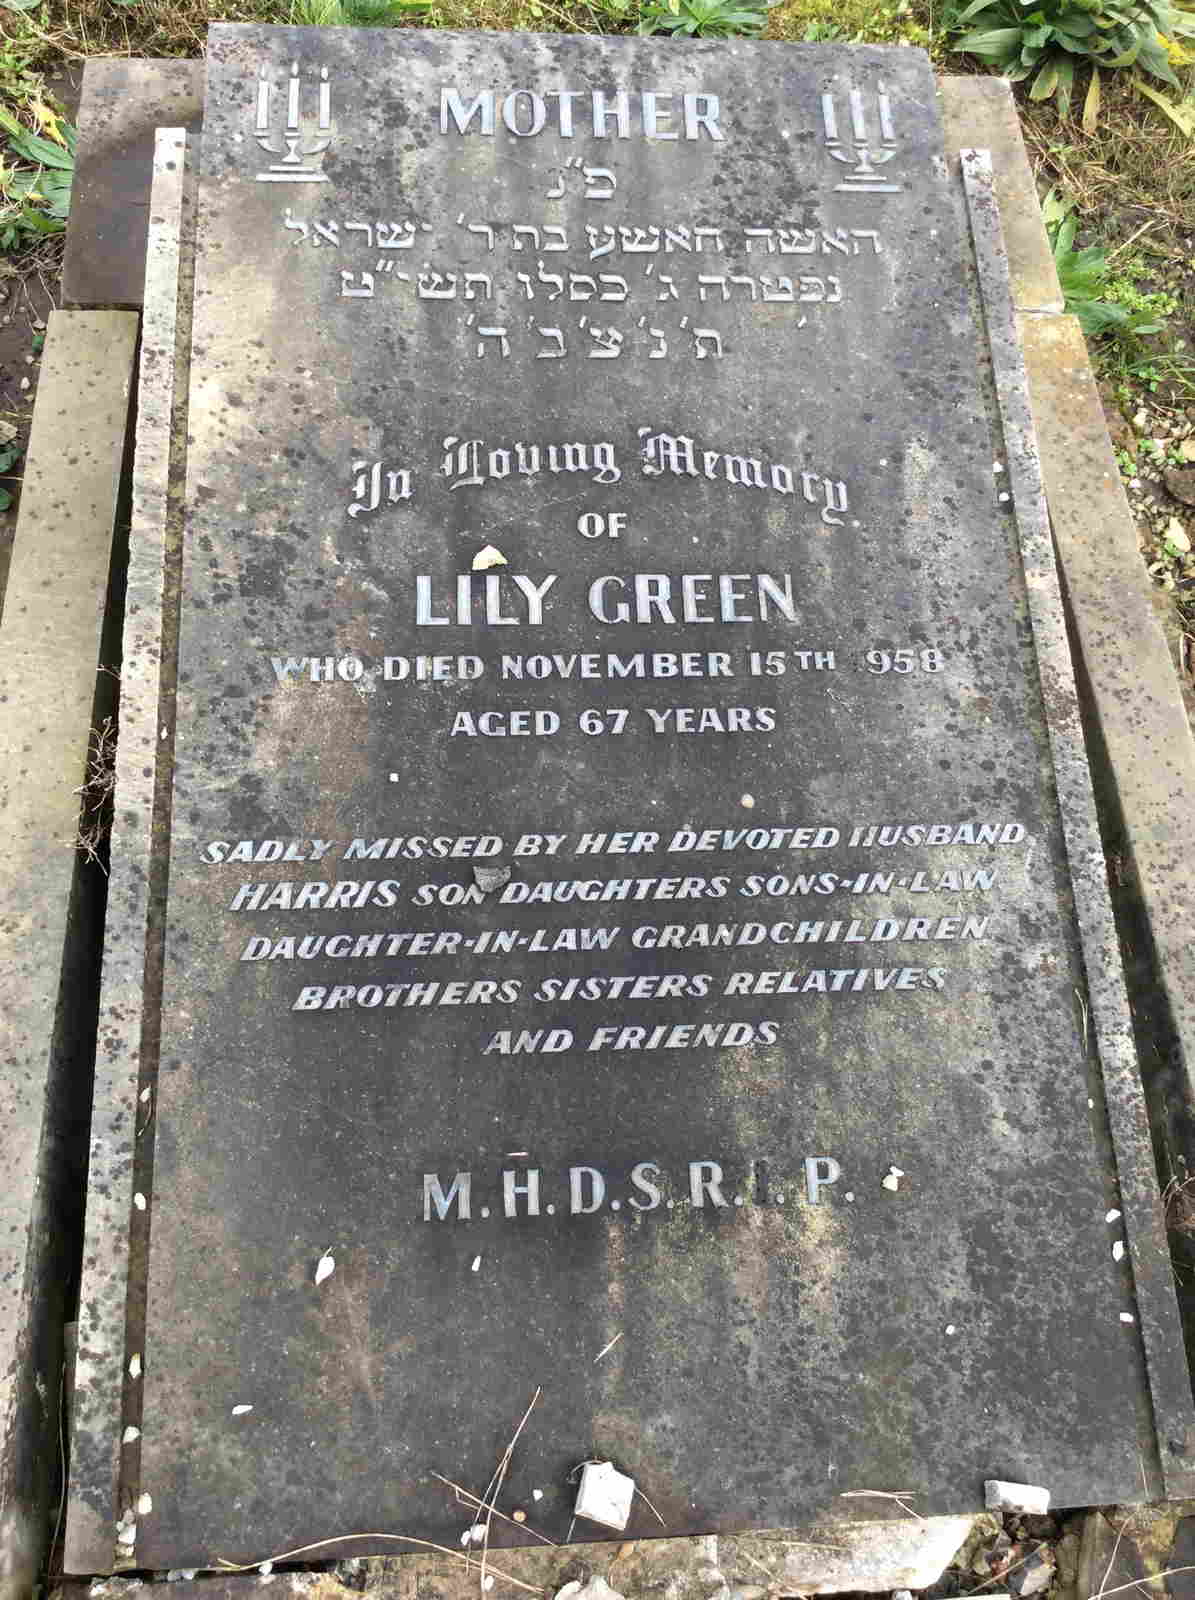 MOTHER
פ"נ
האשה האשע בת ר' ישראל
נפטרה ג' כסלו תשי"ט
ת' נ' צ' ב' ה'
In Loving Memory
OF
LILY GREEN
WHO DIED NOVEMBER 15TH 958
AGED 67 YEARS
SADLY MISSED BY HER DEVOTED HUSBAND
HARRIS SON DAUGHTERS SONS-IN-LAW
DAUGHTER-IN-LAW GRANDCHILDREN
BROTHERS SISTERS RELATIVES
AND FRIENDS
M.H.D.S.R.I.P.